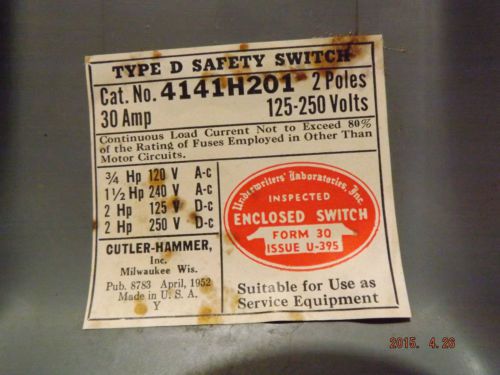 TYPE D SAFETY SWITCH
Cat. No. 4141H201 2 Poles
30 Amp 125-250 Volts
Continuous Load Current Not to Exceed 80%
of the Rating of Fuses Employed in Other Than
Motor Circuits.
3/4 Hp 120 V A-c
1 1/2 Hp 240 V A-c
2 Hp 125 V D-c
2 Hp 250 V D-c
CUTLER-HAMMER,
Inc.
Milwaukee Wis.
Pub. 8783 April, 1952
Made in U. S. A.
Y
Underwriters' Laboratories, Inc.
INSPECTED
ENCLOSED SWITCH
FORM 30
ISSUE U-395
Suitable for Use as
Service Equipment
2015. 4.26